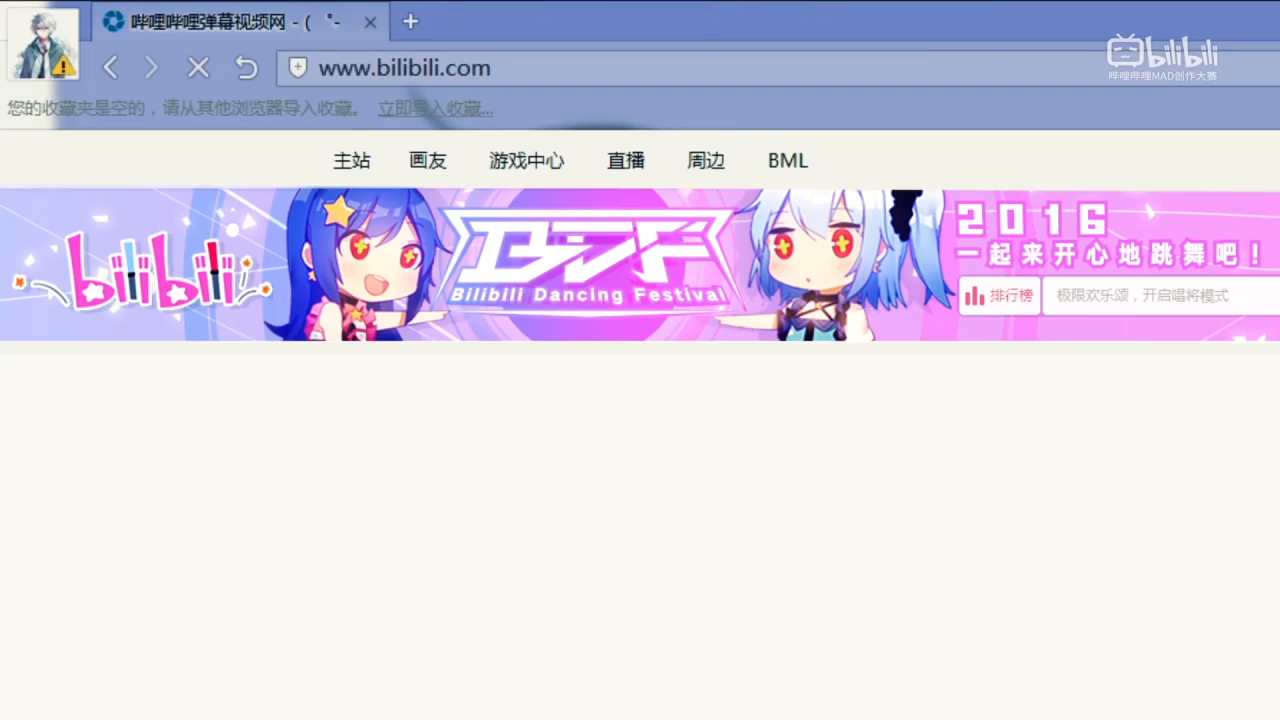 哔哩哔哩弹幕视频网 - ( ゜-
www.bilibili.com
bilibili
哔哩哔哩MAD创作大赛
您的收藏夹是空的，请从其他浏览器导入收藏。 立即导入收藏...
主站 画友 游戏中心 直播 周边 BML
bilibili
BDF
Bilibili Dancing Festival
2016
一起来开心地跳舞吧！
排行榜 极限欢乐颂，开启唱将模式